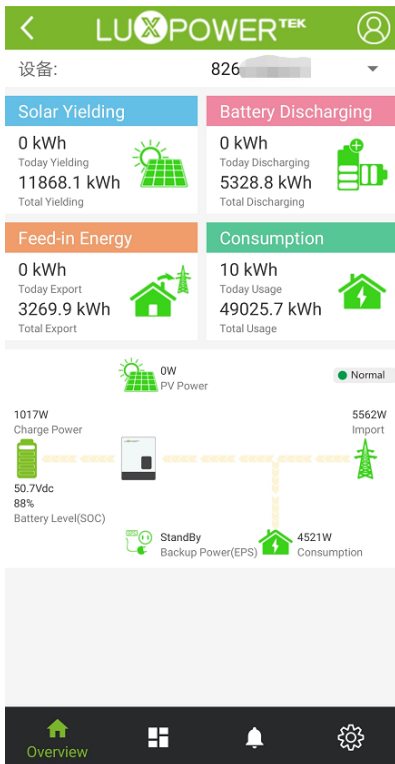 LUXPOWERTEK
设备:
826
Solar Yielding
Battery Discharging
0 kWh
Today Yielding
11868.1 kWh
Total Yielding
0 kWh
Today Discharging
5328.8 kWh
Total Discharging
Feed-in Energy
Consumption
0 kWh
Today Export
3269.9 kWh
Total Export
10 kWh
Today Usage
49025.7 kWh
Total Usage
0W
PV Power
Normal
1017W
Charge Power
5562W
Import
50.7Vdc
88%
Battery Level(SOC)
StandBy
Backup Power(EPS)
4521W
Consumption
Overview